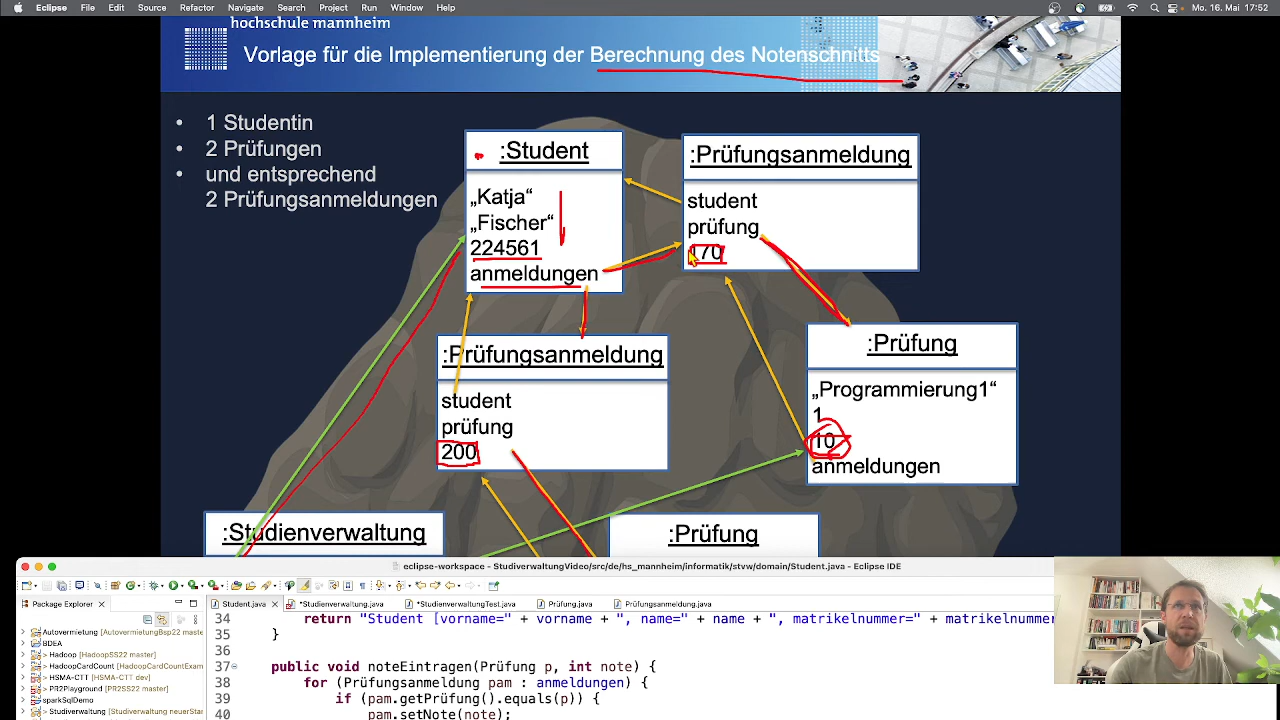 Eclipse File Edit Source Refactor Navigate Search Project Run Window Help
Mo. 16. Mai 17:52
hochschule mannheim
Vorlage für die Implementierung der Berechnung des Notenschnitts
• 1 Studentin
• 2 Prüfungen
• und entsprechend
2 Prüfungsanmeldungen
:Student
„Katja“
„Fischer“
224561
anmeldungen
:Prüfungsanmeldung
student
prüfung
170
:Prüfungsanmeldung
student
prüfung
200
:Prüfung
„Programmierung1“
1
10
anmeldungen
:Studienverwaltung
:Prüfung
eclipse-workspace - StudiverwaltungVideo/src/de/hs_mannheim/informatik/stvw/domain/Student.java - Eclipse IDE
Package Explorer
Autovermietung [AutovermietungBsp22 master]
BDEA
Hadoop [HadoopSS22 master]
HadoopCardCount [HadoopCardCountExam
HSMA-CTT [HSMA-CTT dev]
PR2Playground [PR2SS22 master]
sparkSqlDemo
Studiverwaltung [Studiverwaltung neuerStar
Student.java
*Studienverwaltung.java
*StudienverwaltungTest.java
Prüfung.java
Prüfungsanmeldung.java
34 return "Student [vorname=" + vorname + ", name=" + name + ", matrikelnummer=" + matrikelnummer
35 }
36
37 public void noteEintragen(Prüfung p, int note) {
38 for (Prüfungsanmeldung pam : anmeldungen) {
39 if (pam.getPrüfung().equals(p)) {
40 pam.setNote(note);